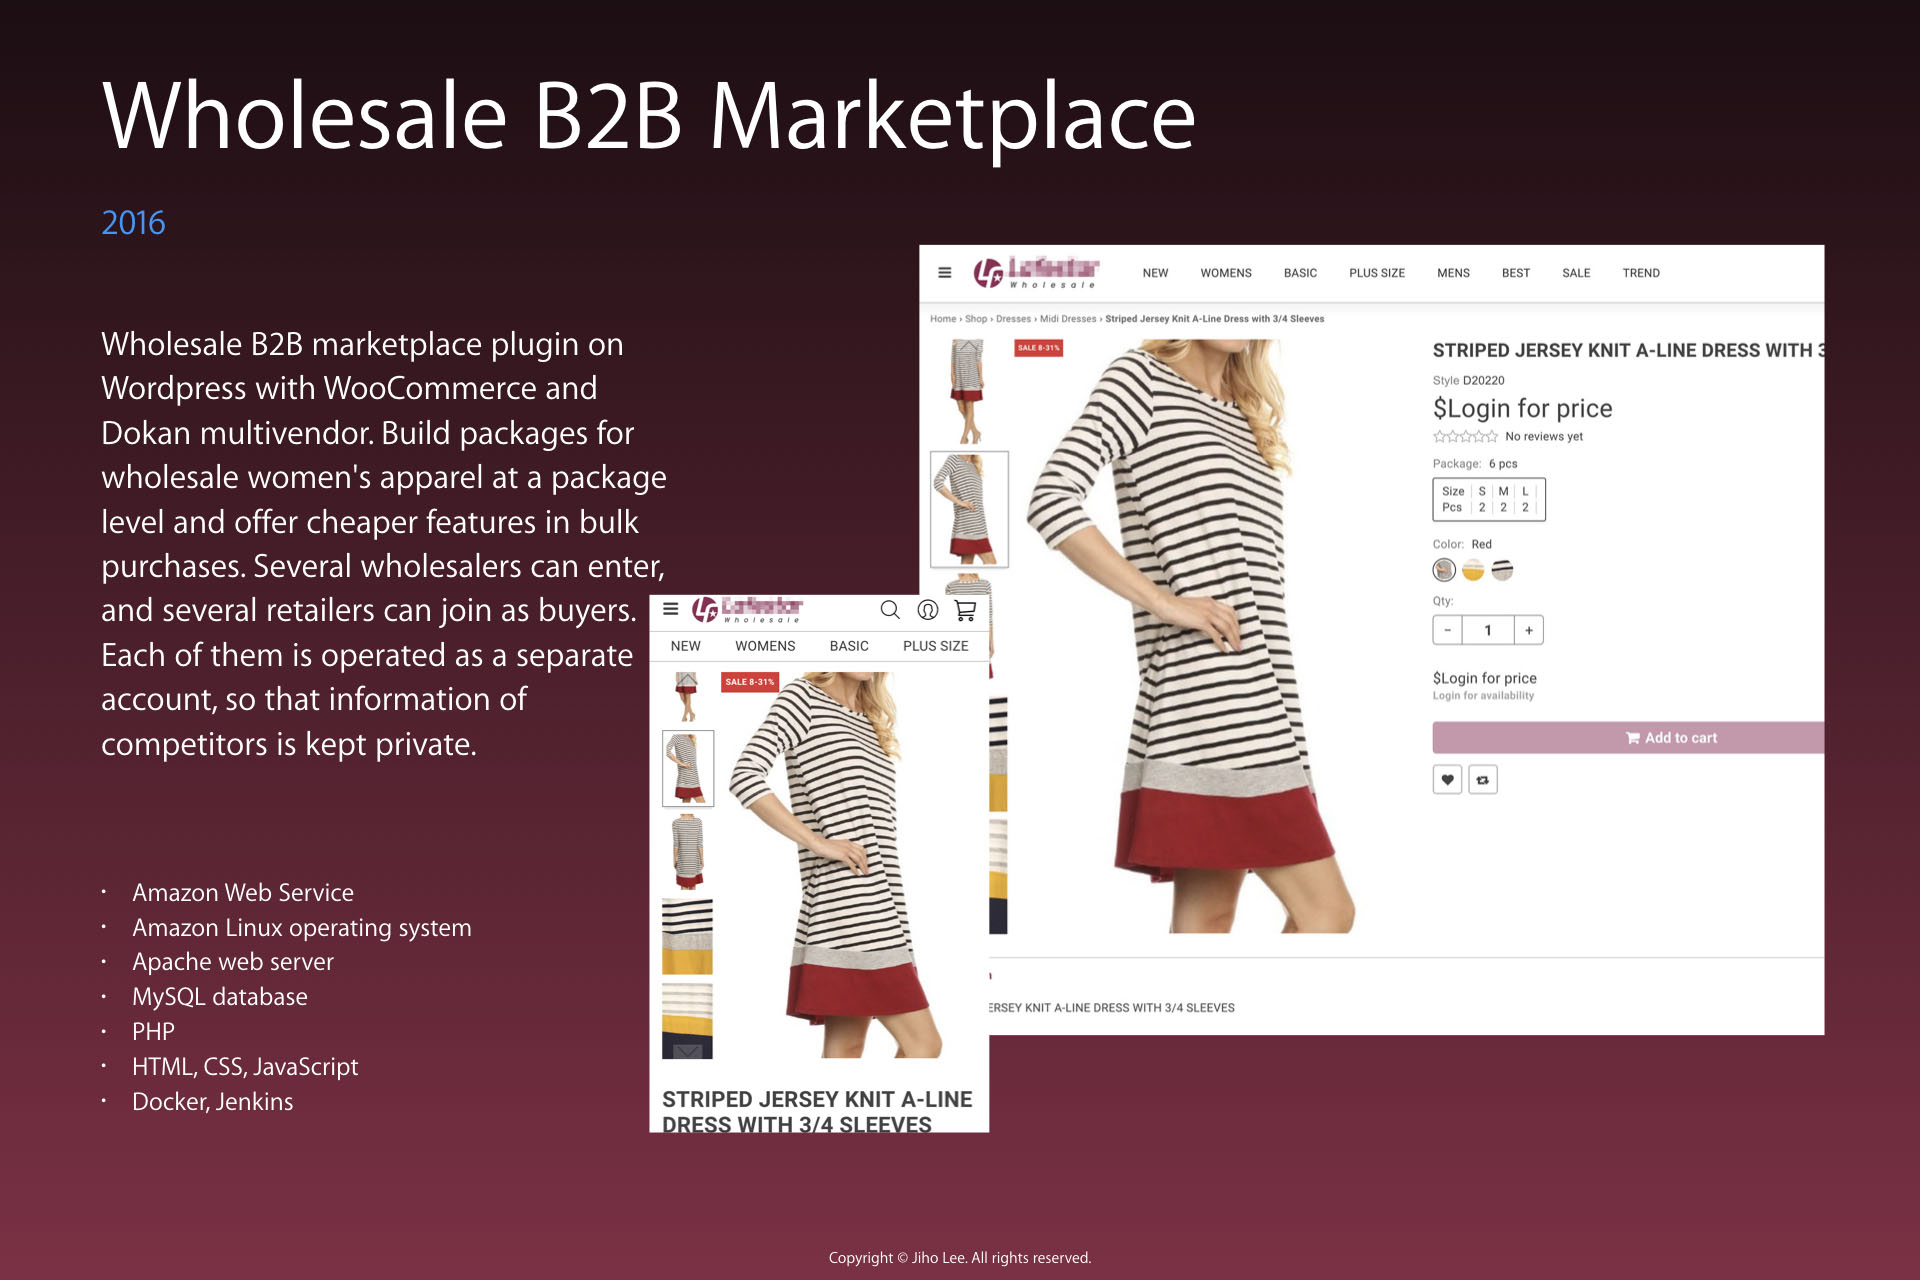 Wholesale B2B Marketplace
2016
Wholesale B2B marketplace plugin on
Wordpress with WooCommerce and
Dokan multivendor. Build packages for
wholesale women's apparel at a package
level and offer cheaper features in bulk
purchases. Several wholesalers can enter,
and several retailers can join as buyers.
Each of them is operated as a separate
account, so that information of
competitors is kept private.
• Amazon Web Service
• Amazon Linux operating system
• Apache web server
• MySQL database
• PHP
• HTML, CSS, JavaScript
• Docker, Jenkins
Wholesale
NEW WOMENS BASIC PLUS SIZE MENS BEST SALE TREND
Home › Shop › Dresses › Midi Dresses › Striped Jersey Knit A-Line Dress with 3/4 Sleeves
SALE 8-31%
STRIPED JERSEY KNIT A-LINE DRESS WITH 3
Style D20220
$Login for price
No reviews yet
Package: 6 pcs
Size S M L
Pcs 2 2 2
Color: Red
Qty:
- 1 +
$Login for price
Login for availability
Add to cart
ERSEY KNIT A-LINE DRESS WITH 3/4 SLEEVES
Wholesale
NEW WOMENS BASIC PLUS SIZE
SALE 8-31%
STRIPED JERSEY KNIT A-LINE
DRESS WITH 3/4 SLEEVES
Copyright © Jiho Lee. All rights reserved.